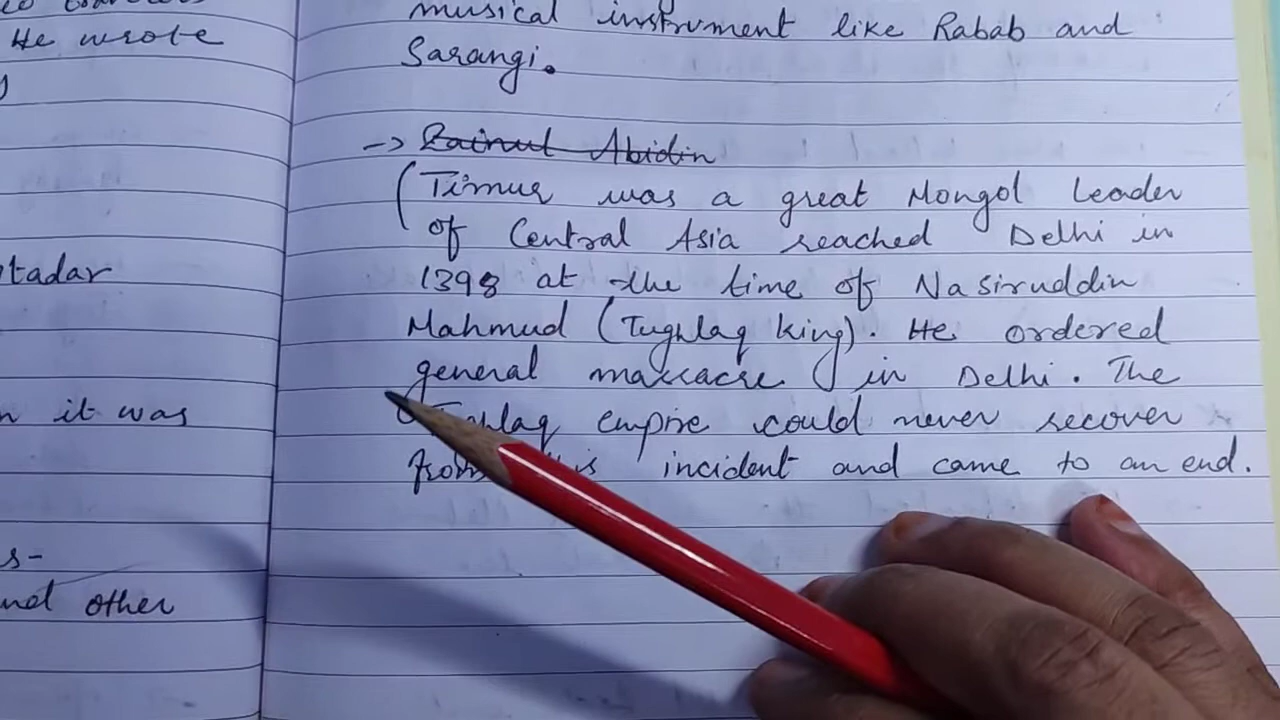 He wrote
musical instrument like Rabab and
Sarangi.
-> Zainul Abidin
(Timur was a great Mongol Leader
of Central Asia reached Delhi in
1398 at the time of Nasiruddin
Mahmud (Tughlaq King). He ordered
general massacre in Delhi. The
empire could never recover
incident and came to an end.
tadar
it was
s-
other